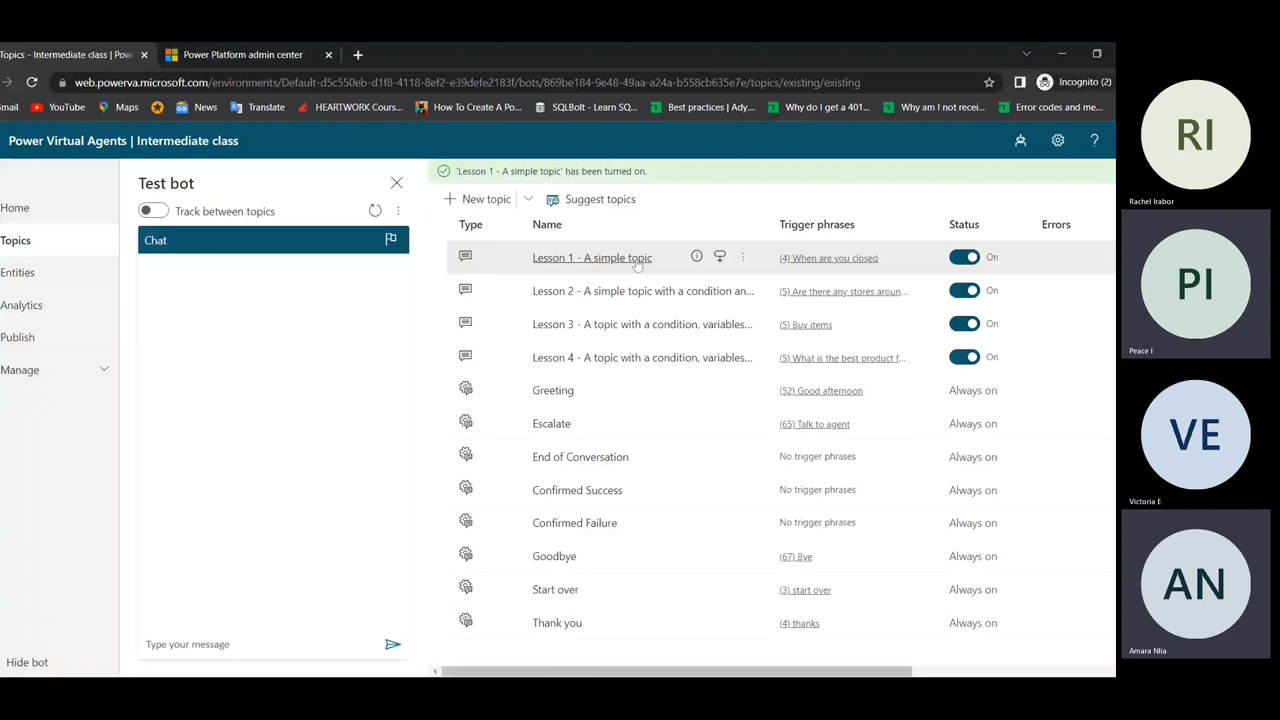 Topics - Intermediate class | Pow
Power Platform admin center
web.powerva.microsoft.com/environments/Default-d5c550eb-d1f8-4118-8ef2-e39defe2183f/bots/869be184-9e48-49aa-a24a-b558cb635e7e/topics/existing/existing
Incognito (2)
mail
YouTube
Maps
News
Translate
HEARTWORK Cours...
How To Create A Po...
SQLBolt - Learn SQ...
Best practices | Ady...
Why do I get a 401...
Why am I not recei...
Error codes and me...
Power Virtual Agents | Intermediate class
Home
Topics
Entities
Analytics
Publish
Manage
Hide bot
Test bot
Track between topics
Chat
Type your message
'Lesson 1 - A simple topic' has been turned on.
New topic
Suggest topics
Type Name Trigger phrases Status Errors
Lesson 1 - A simple topic (4) When are you closed On
Lesson 2 - A simple topic with a condition an... (5) Are there any stores aroun... On
Lesson 3 - A topic with a condition, variables... (5) Buy items On
Lesson 4 - A topic with a condition, variables... (5) What is the best product f... On
Greeting (52) Good afternoon Always on
Escalate (65) Talk to agent Always on
End of Conversation No trigger phrases Always on
Confirmed Success No trigger phrases Always on
Confirmed Failure No trigger phrases Always on
Goodbye (67) Bye Always on
Start over (3) start over Always on
Thank you (4) thanks Always on
RI
Rachel Irabor
PI
Peace I
VE
Victoria E
AN
Amara Nlia